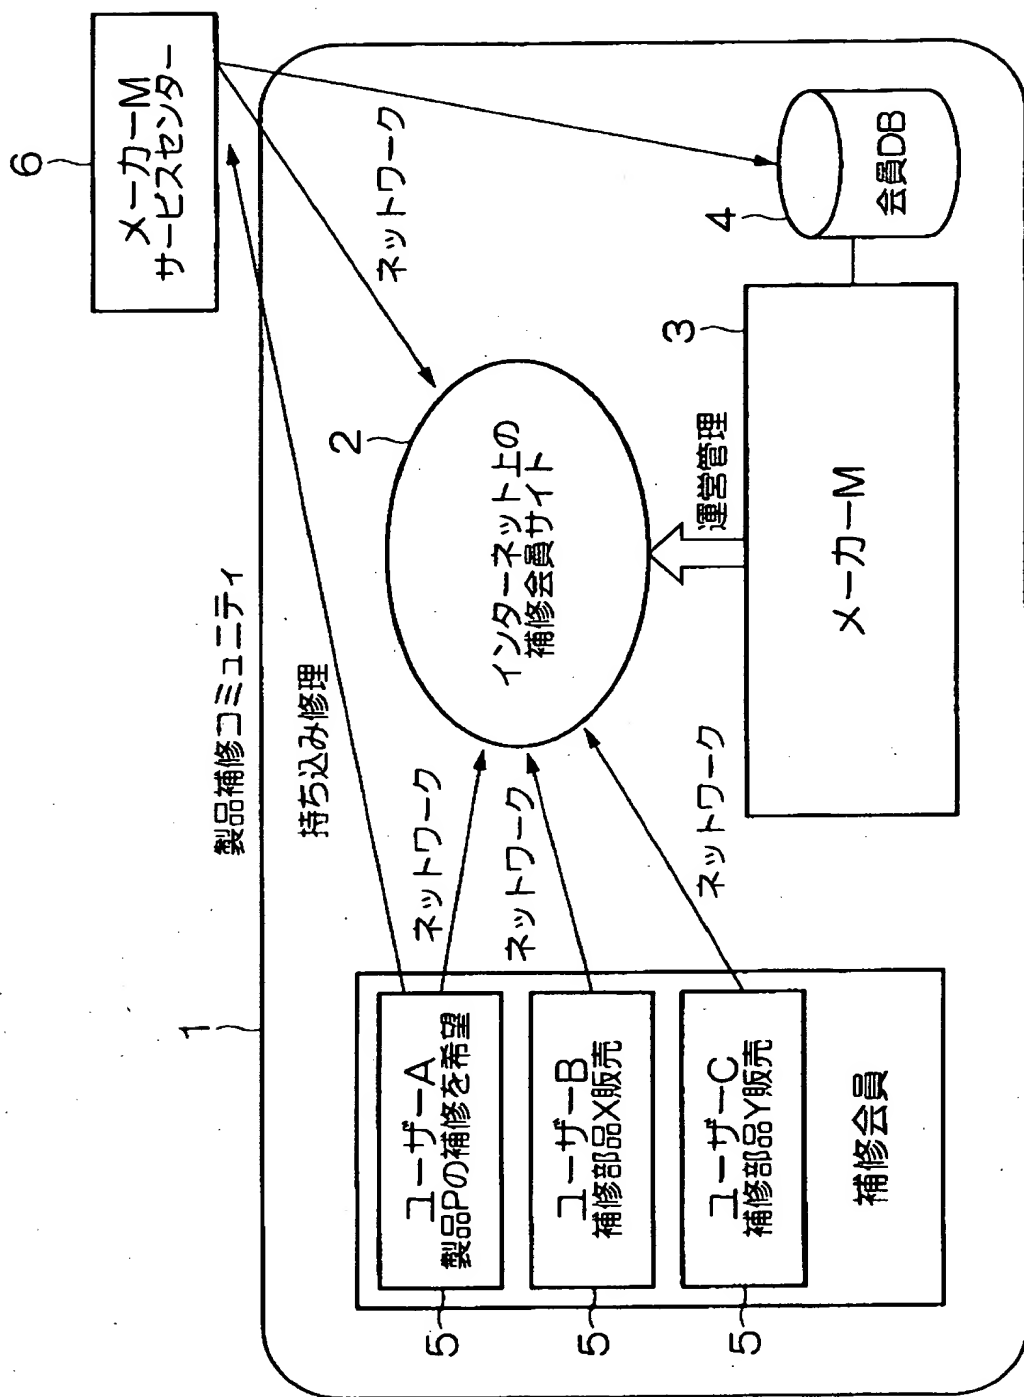 製品補修コミュニティ
1
6
メーカーM
サービスセンター
持ち込み修理
ネットワーク
ネットワーク
ネットワーク
ネットワーク
5
ユーザーA
製品Pの補修を希望
5
ユーザーB
補修部品X販売
5
ユーザーC
補修部品Y販売
補修会員
2
インターネット上の
補修会員サイト
運営管理
3
メーカーM
4
会員DB